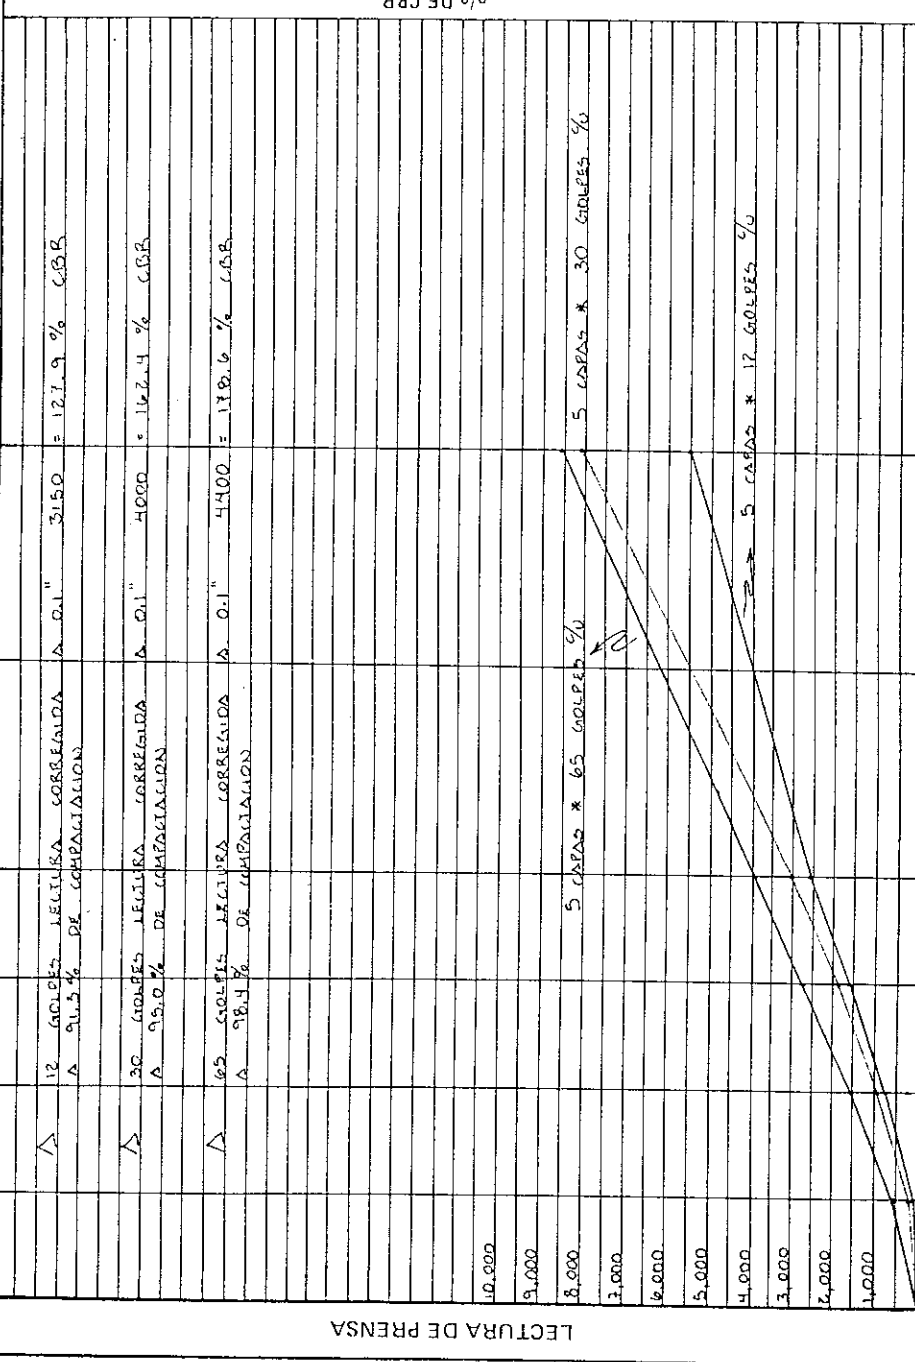 % DE CBR
12 GOLPES LECTURA CORREGIDA A 0.1" 3150 = 127.9 % CBR
A 91.3 % DE COMPACTACION
30 GOLPES LECTURA CORREGIDA A 0.1" 4000 = 162.4 % CBR
A 95.0 % DE COMPACTACION
65 GOLPES LECTURA CORREGIDA A 0.1" 4400 = 178.6 % CBR
A 98.4 % DE COMPACTACION
5 CAPAS * 65 GOLPES %
5 CAPAS * 30 GOLPES %
5 CAPAS * 12 GOLPES %
10,000
9,000
8,000
7,000
6,000
5,000
4,000
3,000
2,000
1,000
LECTURA DE PRENSA